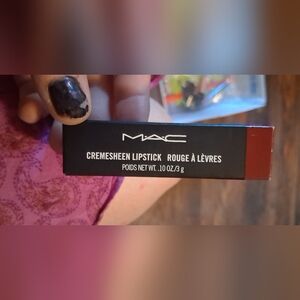 MAC
CREMESHEEN LIPSTICK ROUGE À LÈVRES
POIDS NET WT. .10 OZ./3 g